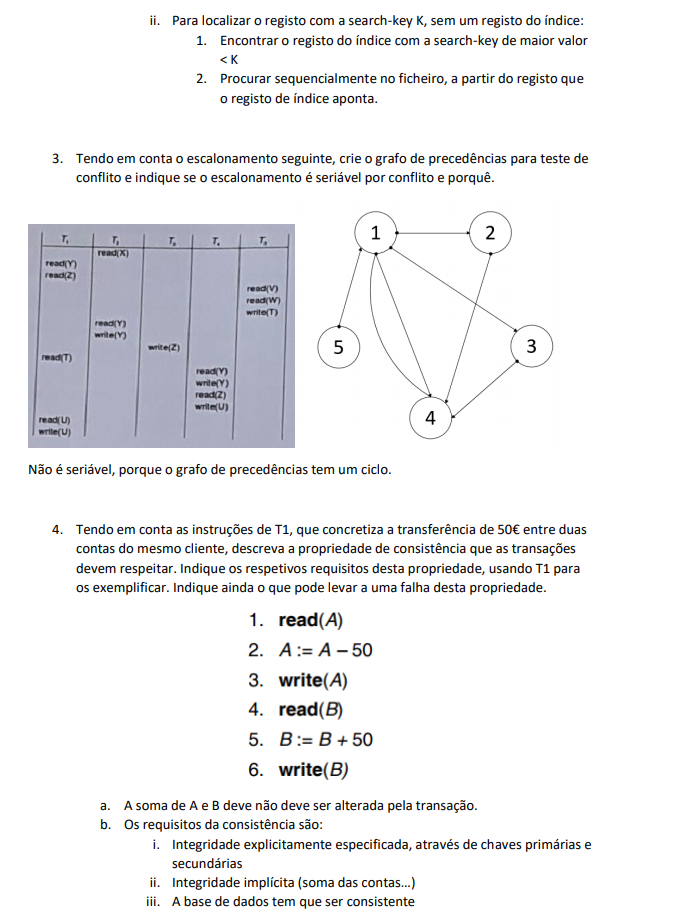 ii. Para localizar o registo com a search-key K, sem um registo do índice:
1. Encontrar o registo do índice com a search-key de maior valor
< K
2. Procurar sequencialmente no ficheiro, a partir do registo que
o registo de índice aponta.
3. Tendo em conta o escalonamento seguinte, crie o grafo de precedências para teste de
conflito e indique se o escalonamento é seriável por conflito e porquê.
read(X)
read(Y)
read(Z)
read(V)
read(W)
write(T)
read(Y)
write(Y)
write(Z)
read(T)
read(Y)
write(Y)
read(Z)
write(U)
read(U)
write(U)
1
2
5
3
4
Não é seriável, porque o grafo de precedências tem um ciclo.
4. Tendo em conta as instruções de T1, que concretiza a transferência de 50€ entre duas
contas do mesmo cliente, descreva a propriedade de consistência que as transações
devem respeitar. Indique os respetivos requisitos desta propriedade, usando T1 para
os exemplificar. Indique ainda o que pode levar a uma falha desta propriedade.
1. read(A)
2. A := A – 50
3. write(A)
4. read(B)
5. B := B + 50
6. write(B)
a. A soma de A e B deve não deve ser alterada pela transação.
b. Os requisitos da consistência são:
i. Integridade explicitamente especificada, através de chaves primárias e
secundárias
ii. Integridade implícita (soma das contas...)
iii. A base de dados tem que ser consistente